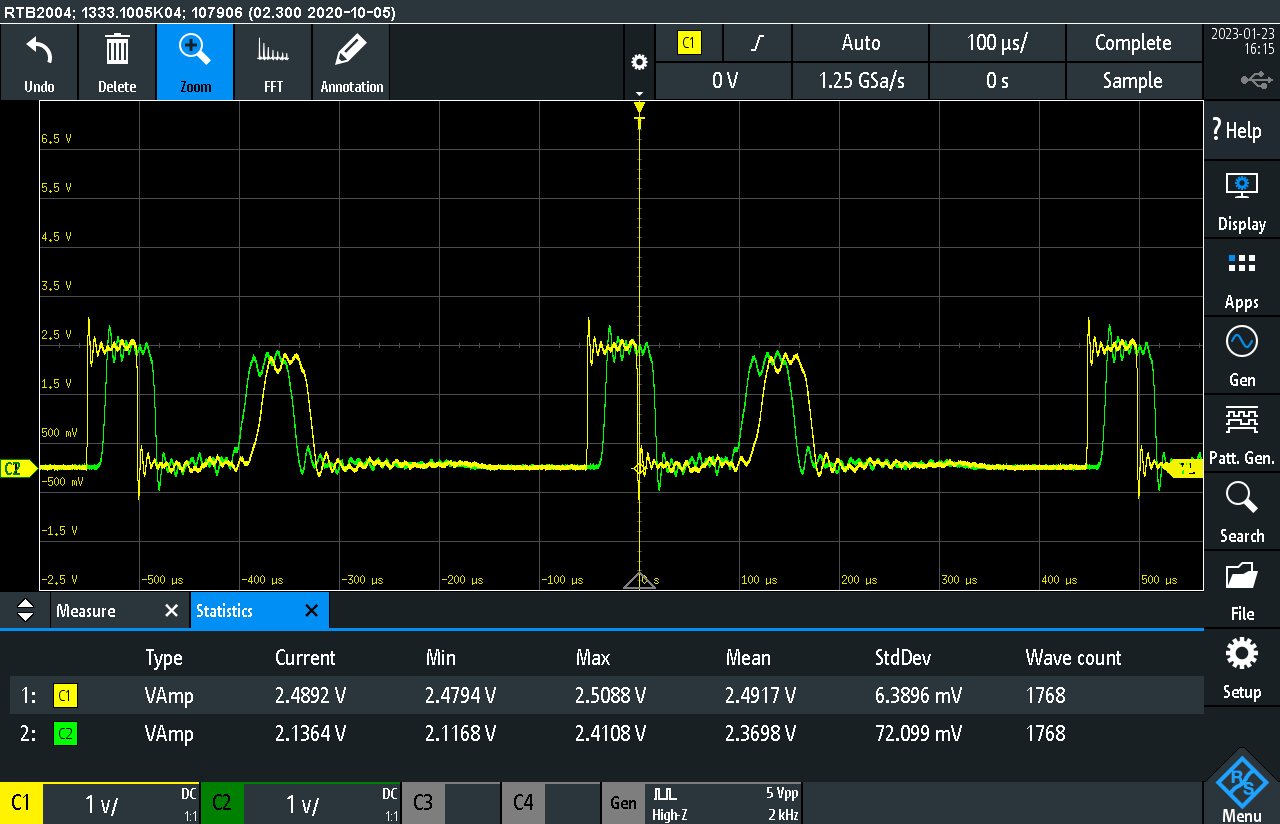 RTB2004; 1333.1005K04; 107906 (02.300 2020-10-05)
Undo
Delete
Zoom
FFT
Annotation
C1
Auto
100 µs/
Complete
0 V
1.25 GSa/s
0 s
Sample
2023-01-23
16:15
? Help
Display
Apps
Gen
Patt. Gen.
Search
File
Setup
Menu
T
6.5 V
5.5 V
4.5 V
3.5 V
2.5 V
1.5 V
500 mV
-500 mV
-1.5 V
-2.5 V
-500 µs
-400 µs
-300 µs
-200 µs
-100 µs
0 s
100 µs
200 µs
300 µs
400 µs
500 µs
Measure
Statistics
Type Current Min Max Mean StdDev Wave count
1: C1 VAmp 2.4892 V 2.4794 V 2.5088 V 2.4917 V 6.3896 mV 1768
2: C2 VAmp 2.1364 V 2.1168 V 2.4108 V 2.3698 V 72.099 mV 1768
C1 1 V/ DC 1:1
C2 1 V/ DC 1:1
C3
C4
Gen High-Z 5 Vpp 2 kHz
R&S